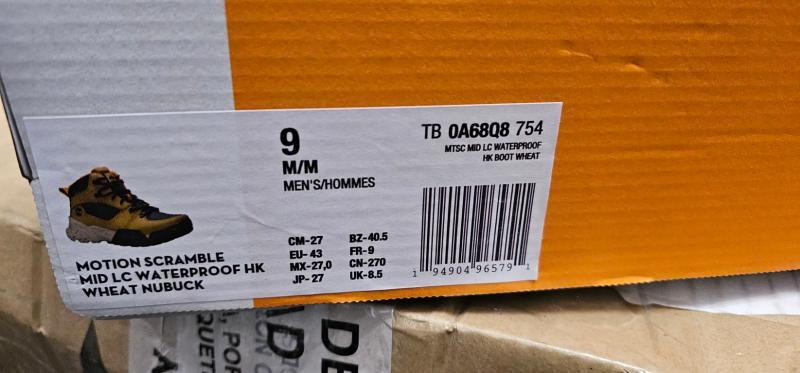 9
M/M
MEN'S/HOMMES
TB 0A68Q8 754
MTSC MID LC WATERPROOF
HK BOOT WHEAT
CM-27 BZ-40.5
EU- 43 FR-9
MX-27,0 CN-270
JP- 27 UK-8.5
1 94904 96579 1
MOTION SCRAMBLE
MID LC WATERPROOF HK
WHEAT NUBUCK